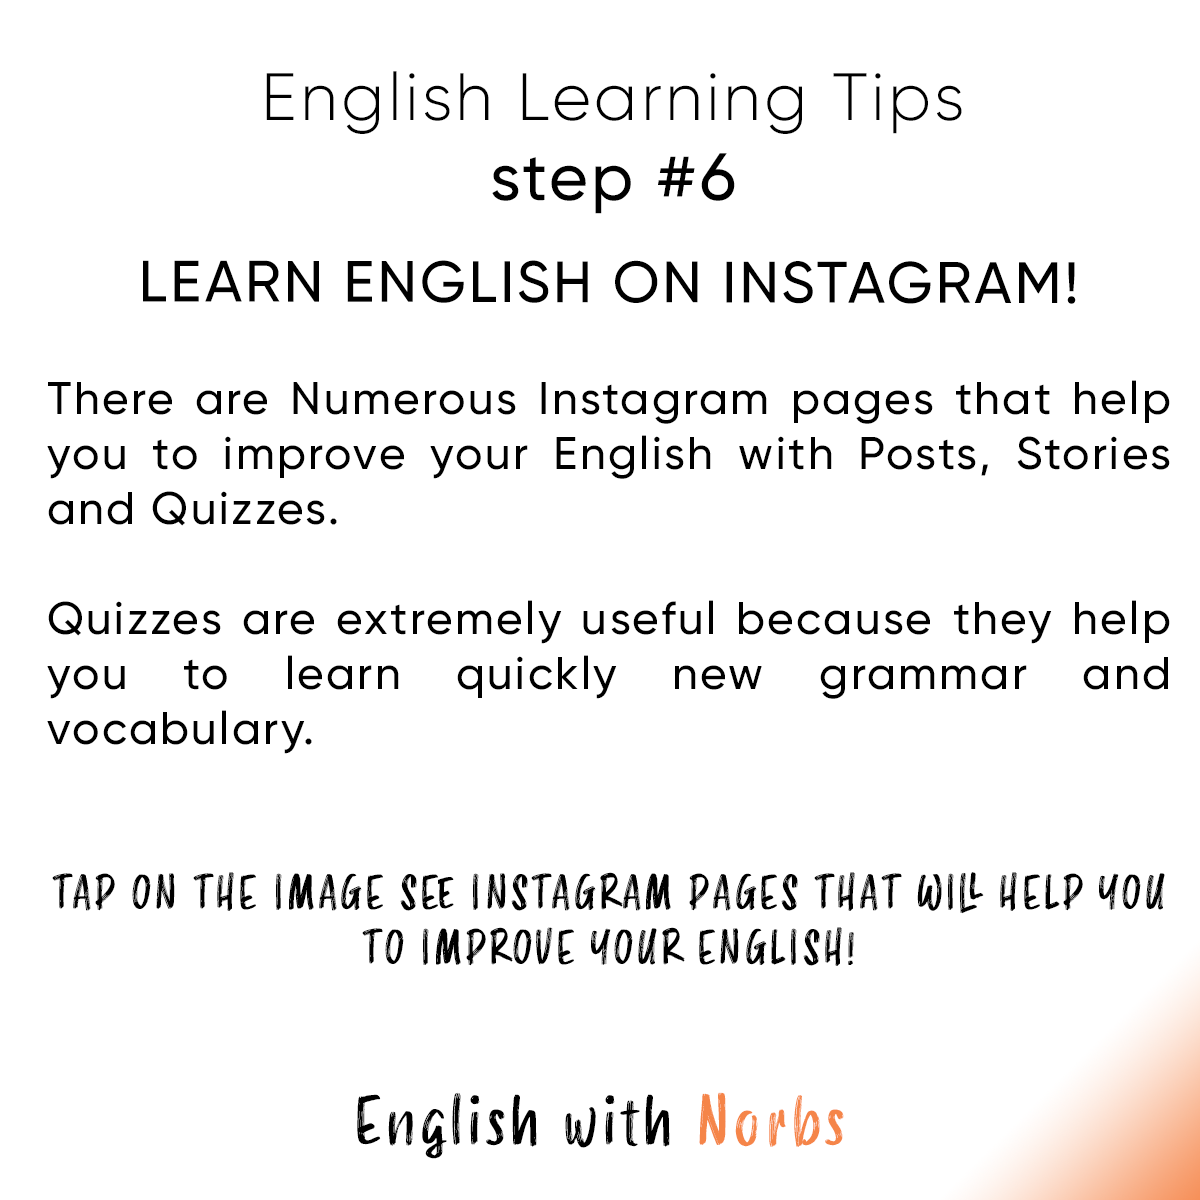 English Learning Tips
step #6
LEARN ENGLISH ON INSTAGRAM!
There are Numerous Instagram pages that help
you to improve your English with Posts, Stories
and Quizzes.
Quizzes are extremely useful because they help
you to learn quickly new grammar and
vocabulary.
TAP ON THE IMAGE SEE INSTAGRAM PAGES THAT WILL HELP YOU
TO IMPROVE YOUR ENGLISH!
English with Norbs